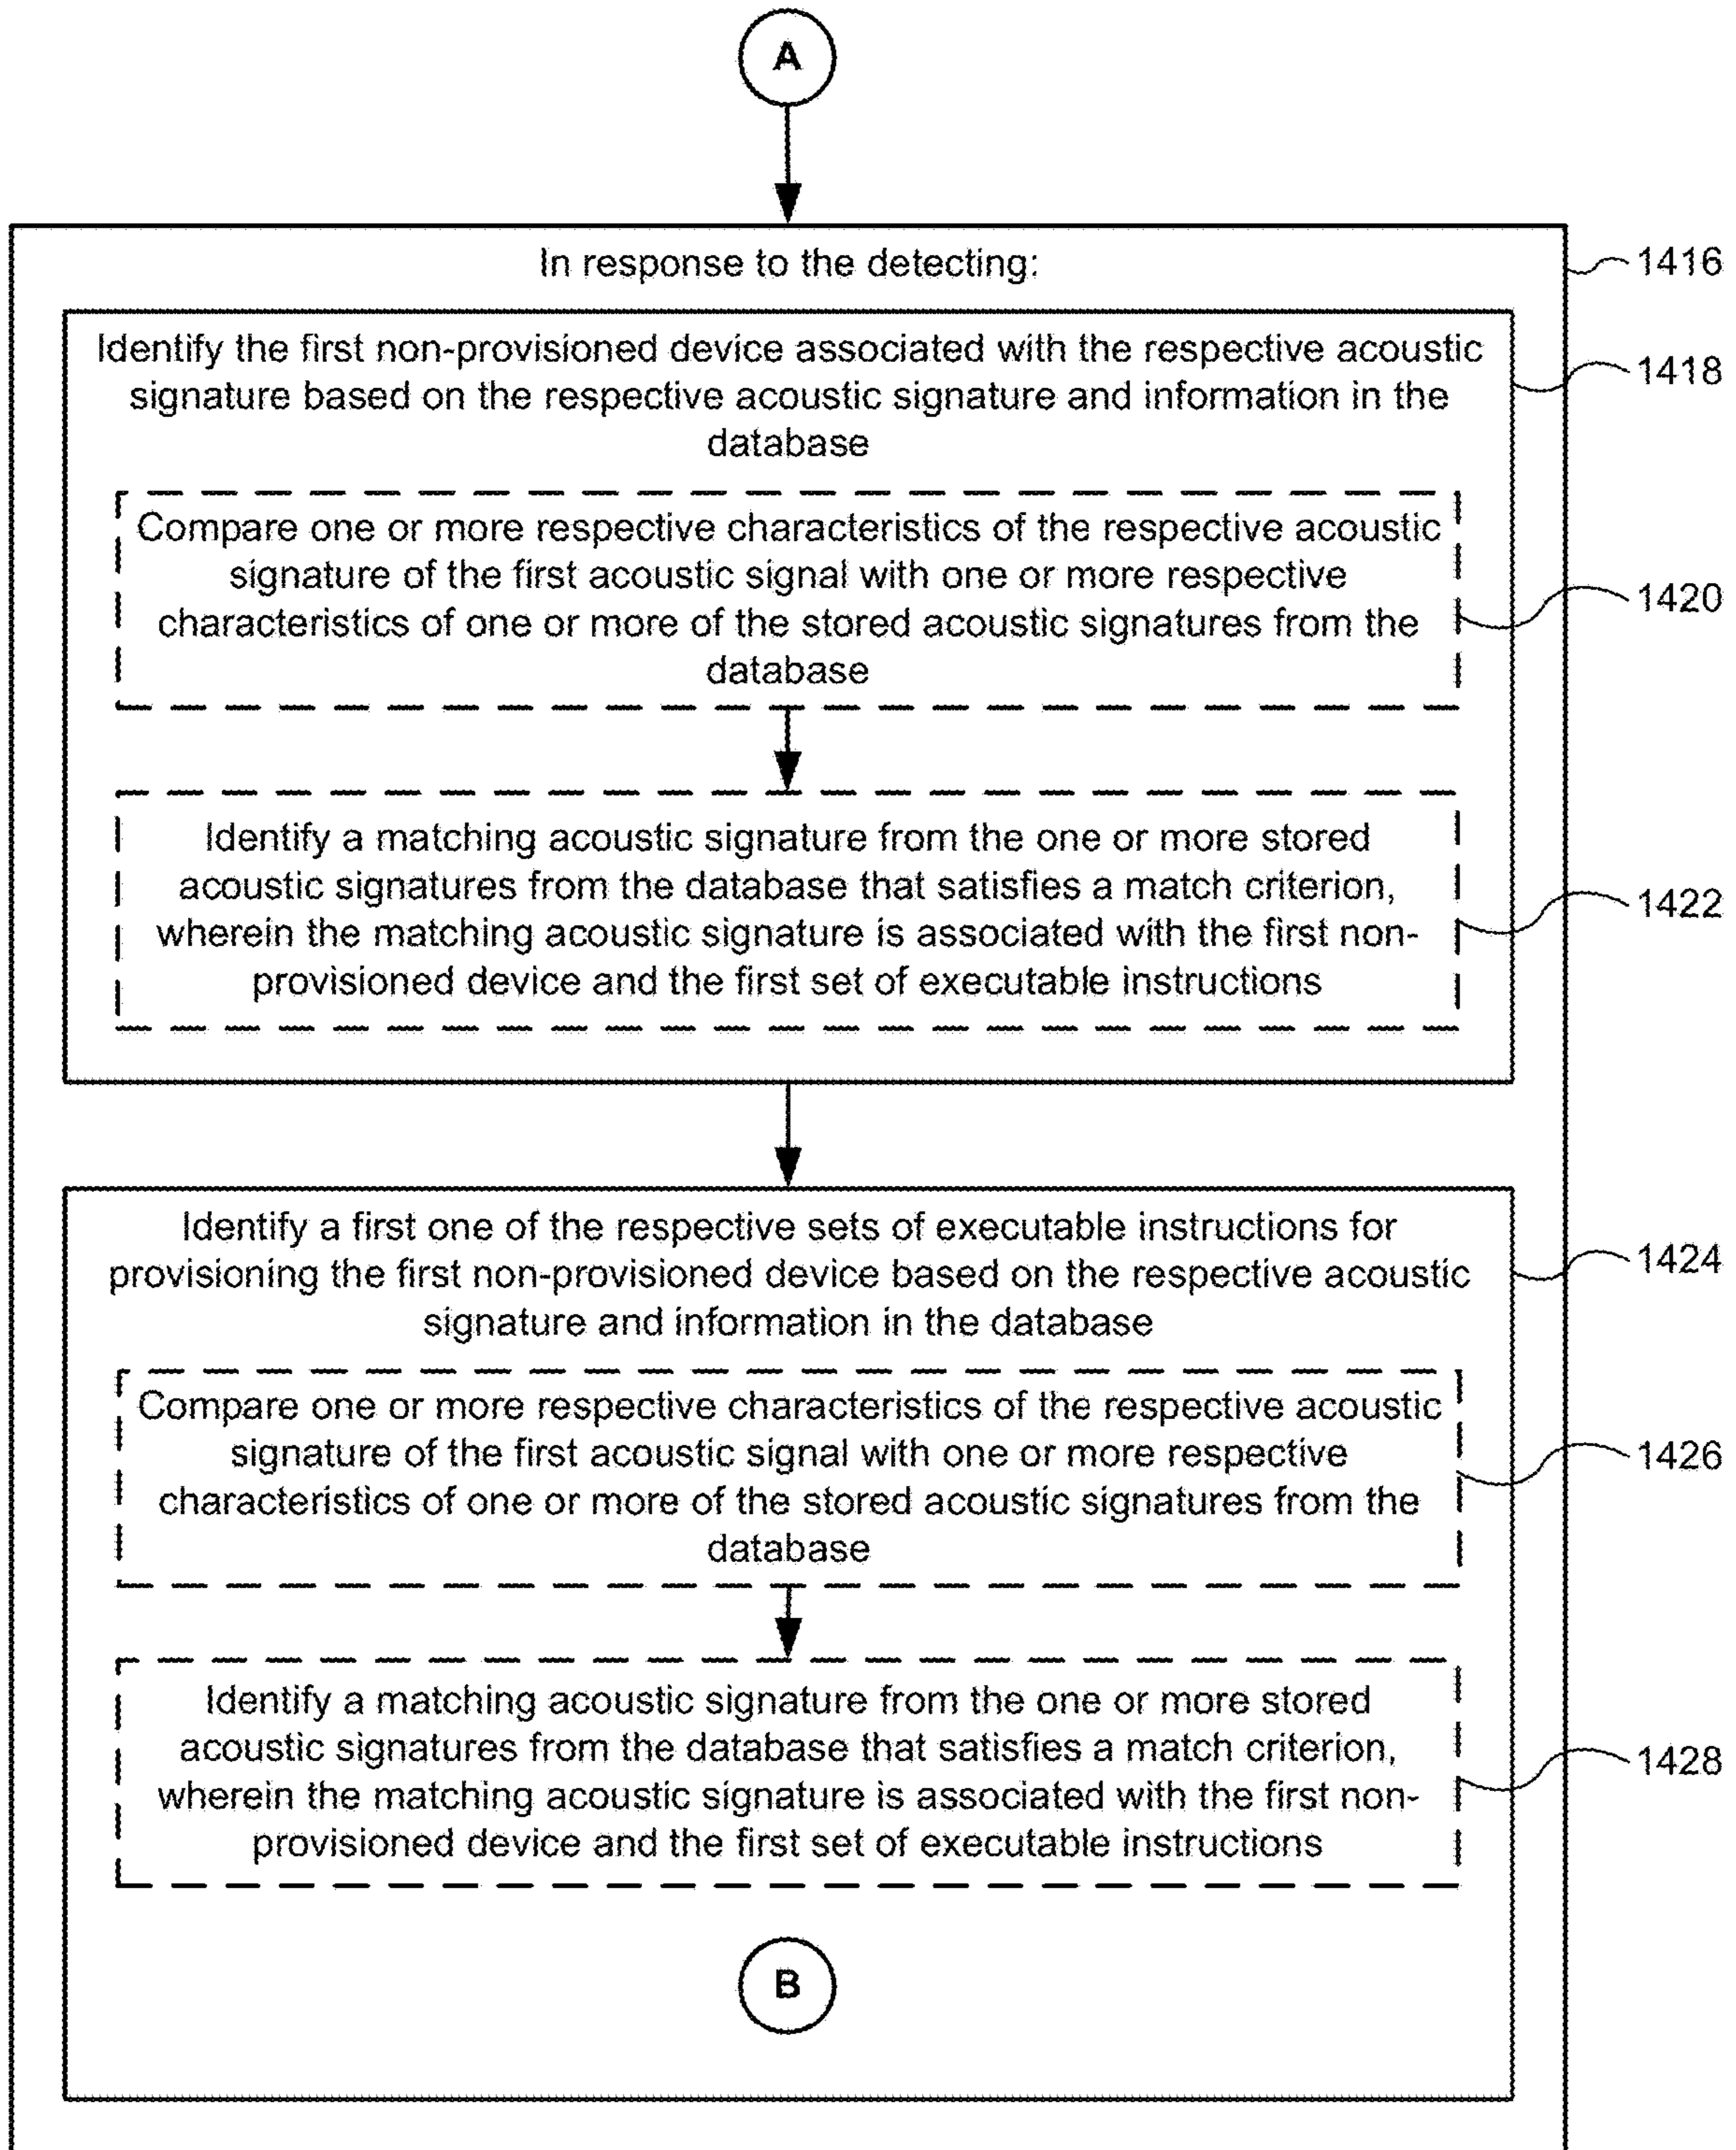 A
In response to the detecting:
1416
Identify the first non-provisioned device associated with the respective acoustic
signature based on the respective acoustic signature and information in the
database
1418
Compare one or more respective characteristics of the respective acoustic
signature of the first acoustic signal with one or more respective
characteristics of one or more of the stored acoustic signatures from the
database
1420
Identify a matching acoustic signature from the one or more stored
acoustic signatures from the database that satisfies a match criterion,
wherein the matching acoustic signature is associated with the first non-
provisioned device and the first set of executable instructions
1422
Identify a first one of the respective sets of executable instructions for
provisioning the first non-provisioned device based on the respective acoustic
signature and information in the database
1424
Compare one or more respective characteristics of the respective acoustic
signature of the first acoustic signal with one or more respective
characteristics of one or more of the stored acoustic signatures from the
database
1426
Identify a matching acoustic signature from the one or more stored
acoustic signatures from the database that satisfies a match criterion,
wherein the matching acoustic signature is associated with the first non-
provisioned device and the first set of executable instructions
1428
B